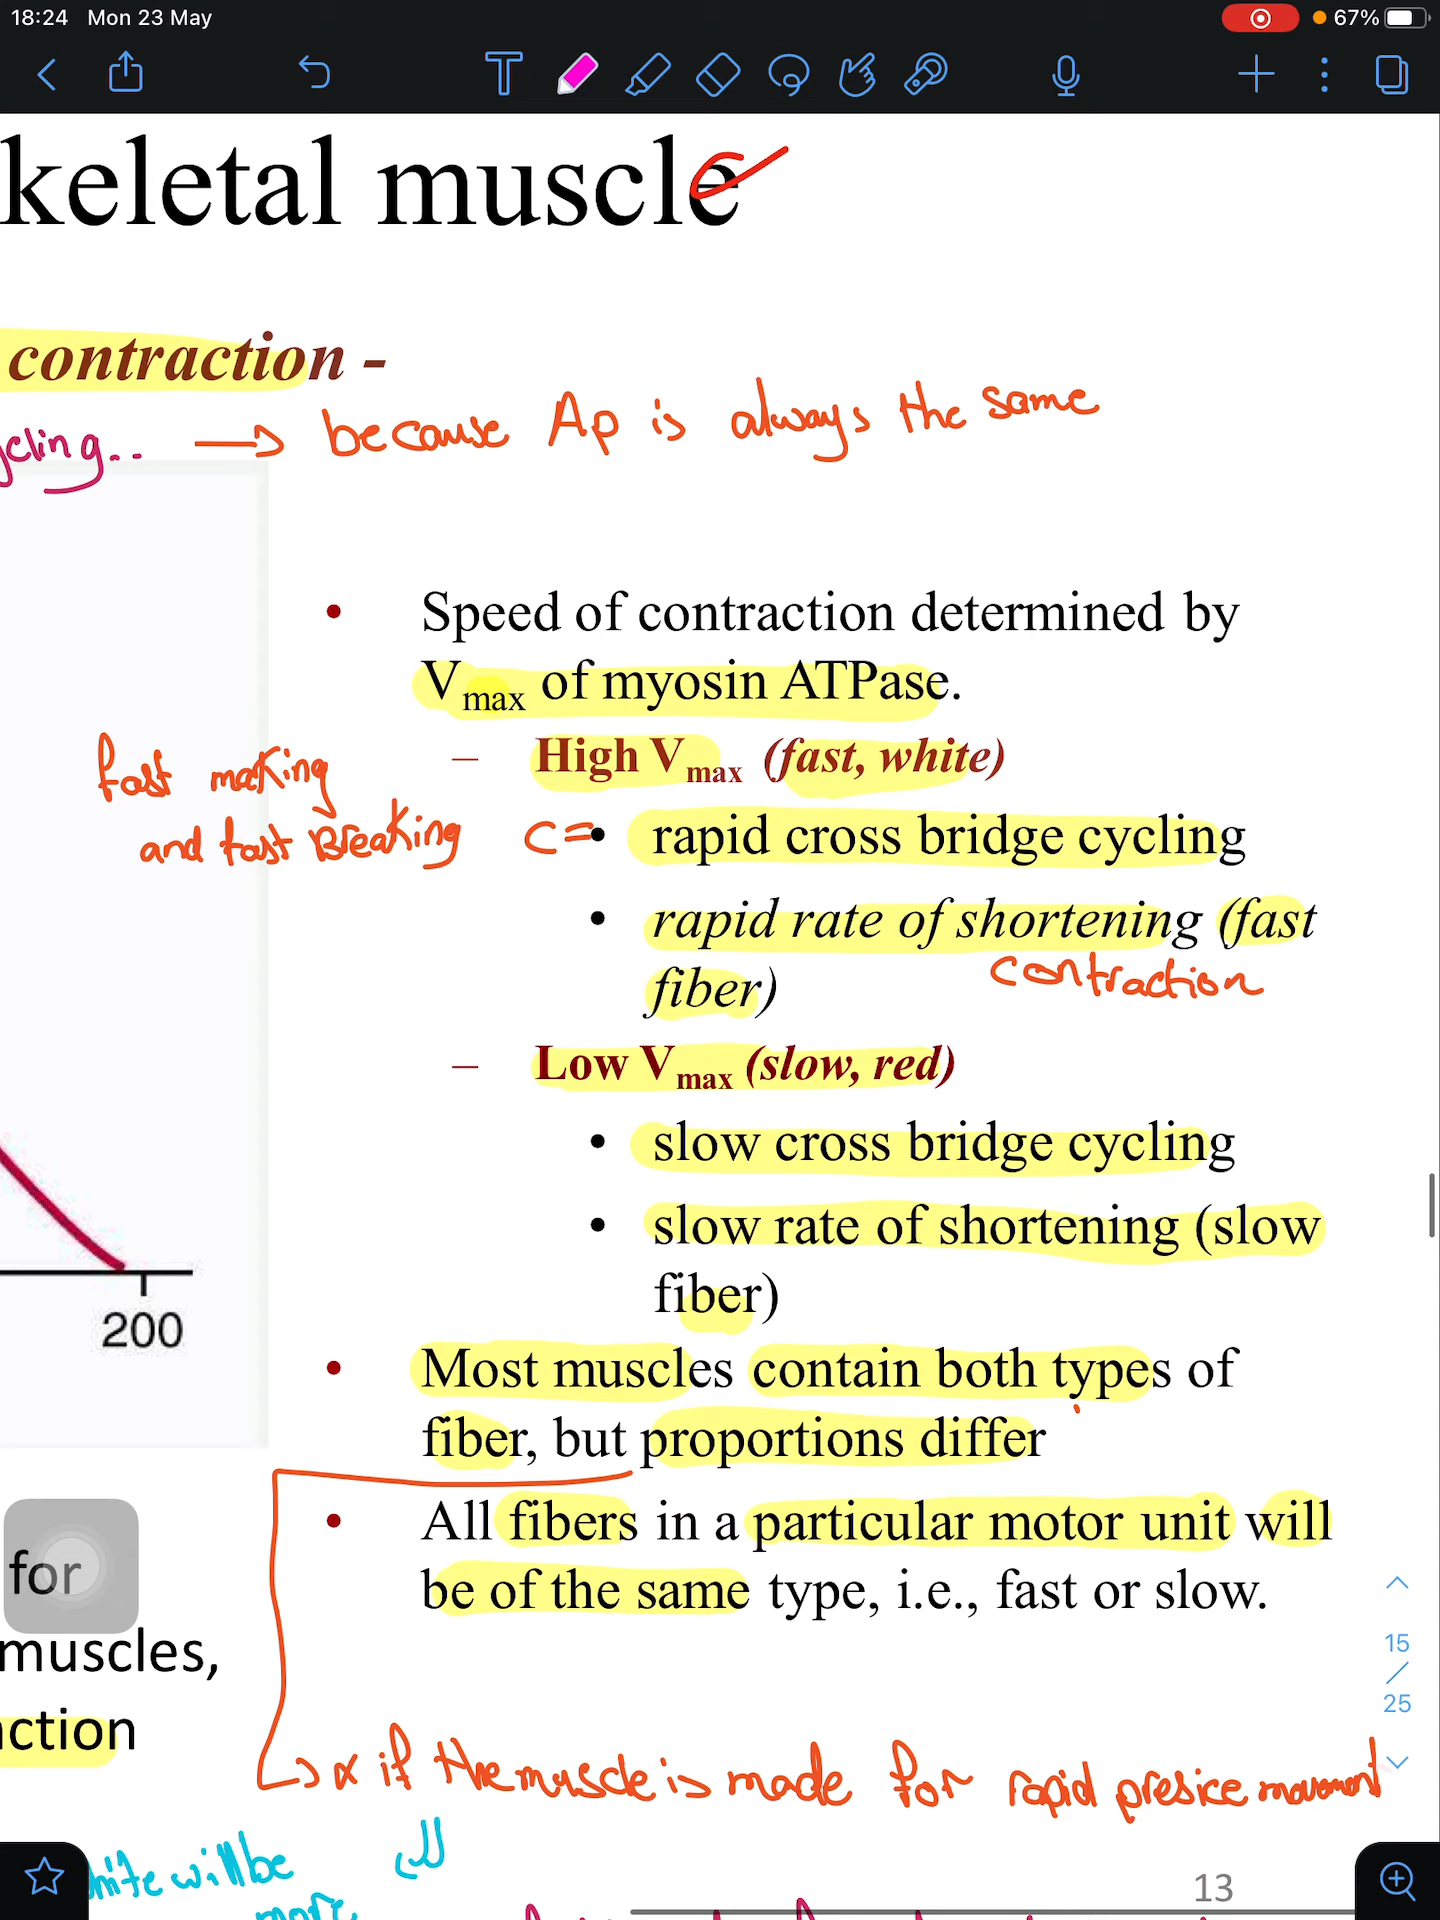 18:24 Mon 23 May
67%
keletal muscle
contraction -
ycling.. → because Ap is always the same
• Speed of contraction determined by
Vmax of myosin ATPase.
– High Vmax (fast, white)
fast making
and fast Breaking
• rapid cross bridge cycling
• rapid rate of shortening (fast
contraction
fiber)
– Low Vmax (slow, red)
• slow cross bridge cycling
• slow rate of shortening (slow
fiber)
200
• Most muscles contain both types of
fiber, but proportions differ
• All fibers in a particular motor unit will
be of the same type, i.e., fast or slow.
for
muscles,
ction
15
/
25
if the muscle is made for rapid presice movement
hite will be
more
13